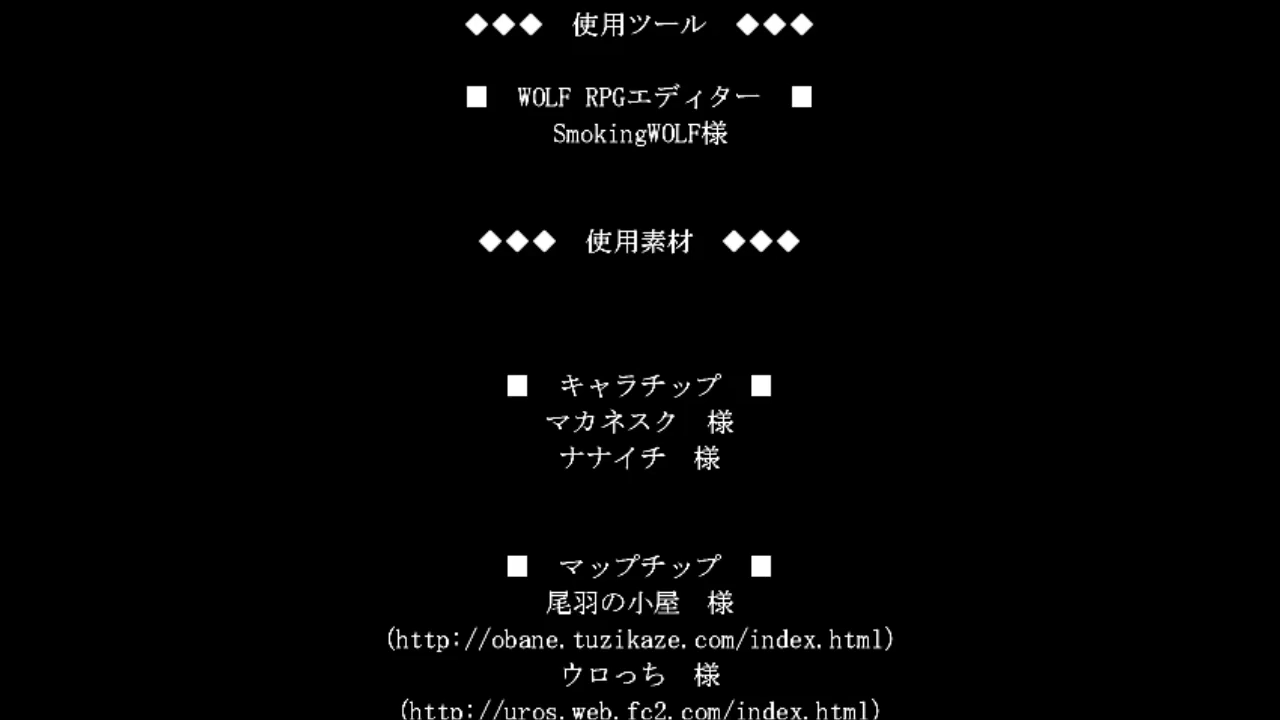 ◆◆◆　使用ツール　◆◆◆
■　WOLF RPGエディター　■
SmokingWOLF様
◆◆◆　使用素材　◆◆◆
■　キャラチップ　■
マカネスク　様
ナナイチ　様
■　マップチップ　■
尾羽の小屋　様
(http://obane.tuzikaze.com/index.html)
ウロっち　様
(http://uros.web.fc2.com/index.html)